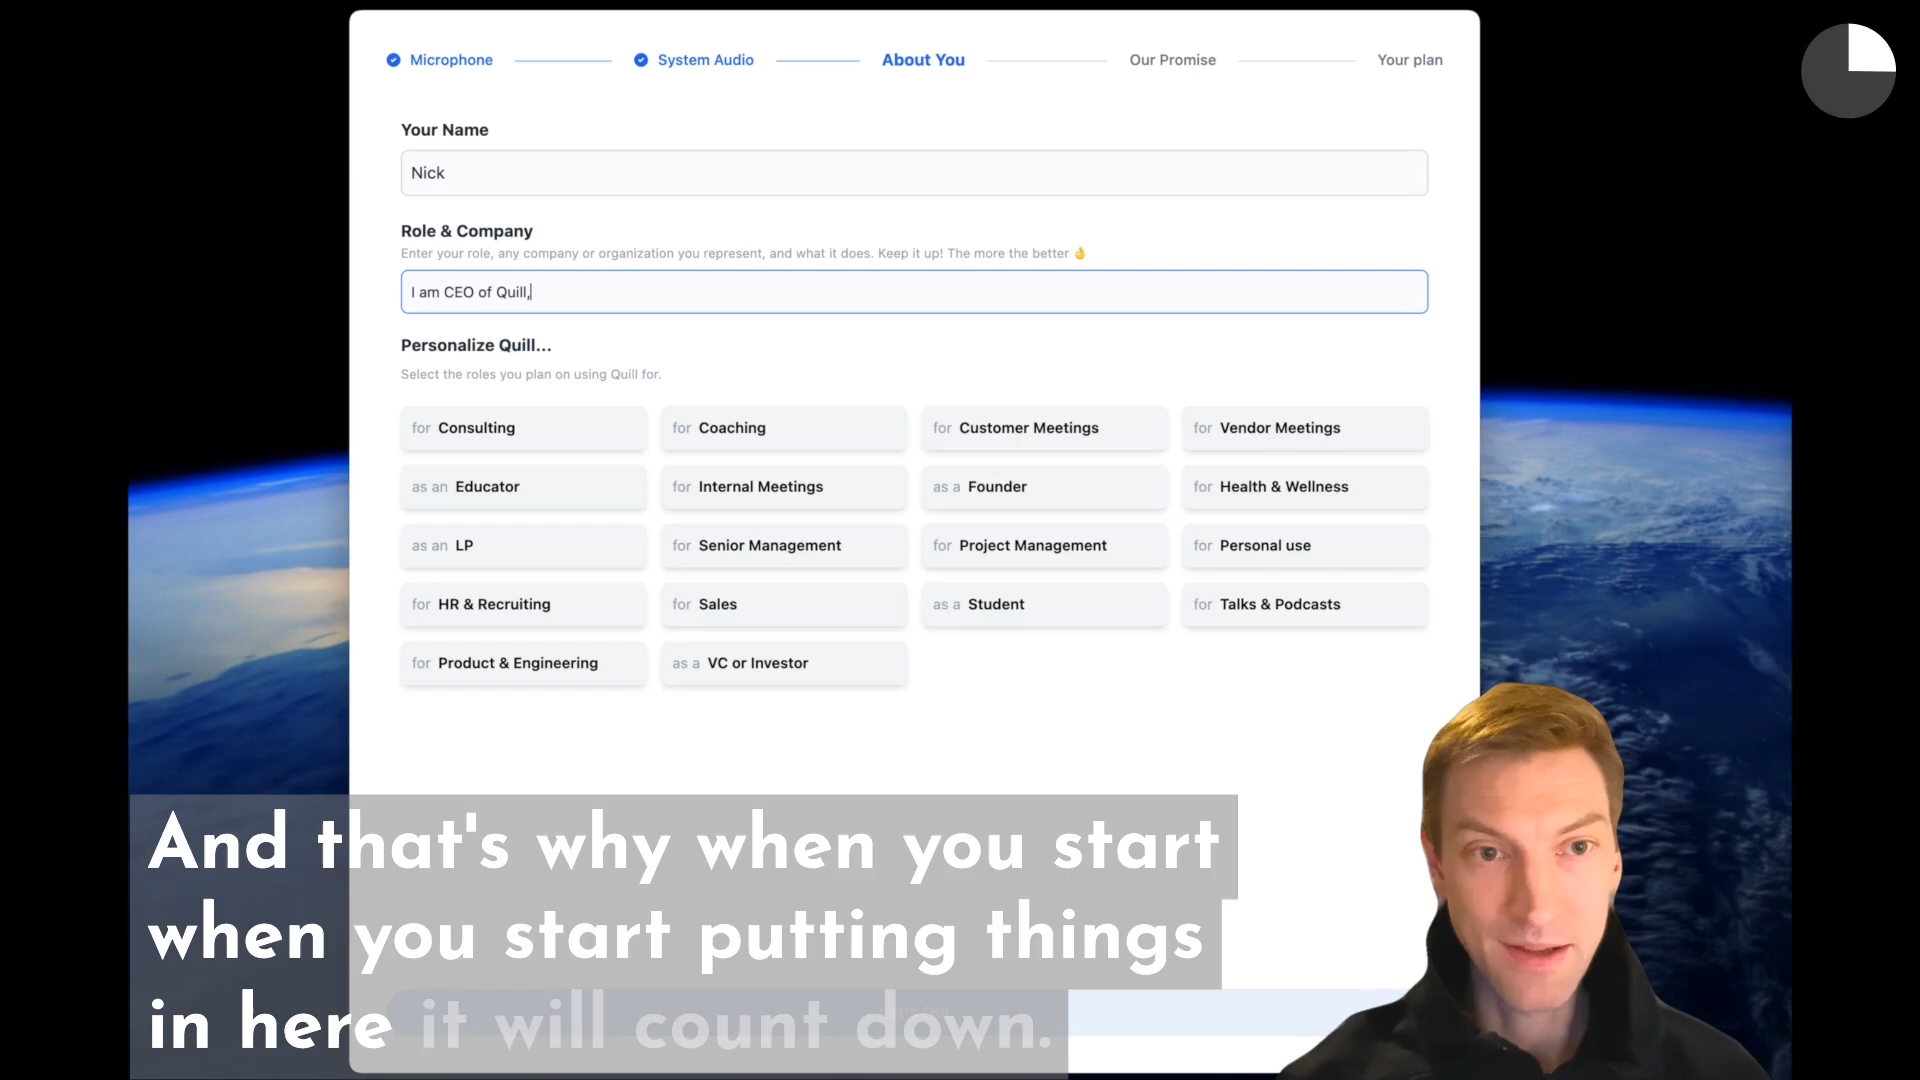 Microphone
System Audio
About You
Our Promise
Your plan
Your Name
Nick
Role & Company
Enter your role, any company or organization you represent, and what it does. Keep it up! The more the better 👌
I am CEO of Quill,
Personalize Quill...
Select the roles you plan on using Quill for.
for Consulting
for Coaching
for Customer Meetings
for Vendor Meetings
as an Educator
for Internal Meetings
as a Founder
for Health & Wellness
as an LP
for Senior Management
for Project Management
for Personal use
for HR & Recruiting
for Sales
as a Student
for Talks & Podcasts
for Product & Engineering
as a VC or Investor
And that's why when you start
when you start putting things
in here it will count down.